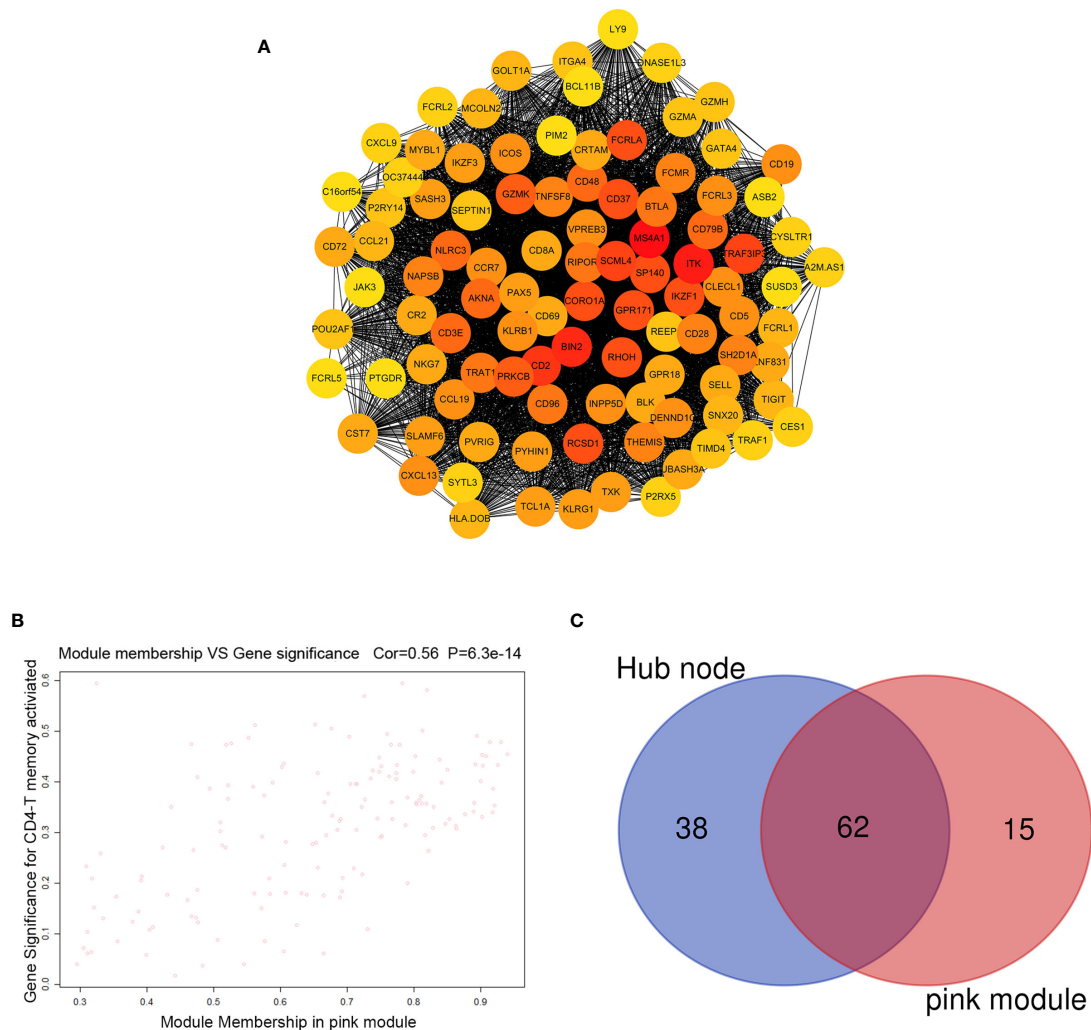 A
LY9
ITGA4
DNASE1L3
GOLT1A
BCL11B
MCOLN2
FCRL2
GZMH
GZMA
PIM2
FCRLA
CRTAM
GATA4
CXCL9
MYBL1
ICOS
IKZF3
CD19
OC37444
FCMR
C16orf54
CD48
GZMK
TNFSF8
CD37
FCRL3
ASB2
SASH3
SEPTIN1
P2RY14
BTLA
VPREB3
CD79B
CYSLTR1
MS4A1
CD72
CCL21
NLRC3
CD8A
TRAF3IP3
RIPOR
SCML4
ITK
A2M.AS1
CCR7
SP140
NAPSB
JAK3
PAX5
AKNA
CORO1A
IKZF1
CLECL1
SUSD3
CR2
CD69
GPR171
CD5
POU2AF1
CD3E
KLRB1
REEP
CD28
FCRL1
BIN2
RHOH
SH2D1A
NF831
FCRL5
PTGDR
NKG7
TRAT1
PRKCB
CD2
GPR18
SELL
TIGIT
CCL19
CD96
INPP5D
BLK
DENND1C
SNX20
CES1
CST7
SLAMF6
PVRIG
PYHIN1
RCSD1
THEMIS
TIMD4
TRAF1
CXCL13
SYTL3
UBASH3A
P2RX5
HLA.DOB
TCL1A
KLRG1
TXK
B
Module membership VS Gene significance Cor=0.56 P=6.3e-14
Gene Significance for CD4-T memory activated
0.6
0.5
0.4
0.3
0.2
0.1
0.0
0.3 0.4 0.5 0.6 0.7 0.8 0.9
Module Membership in pink module
C
Hub node
38
62
15
pink module